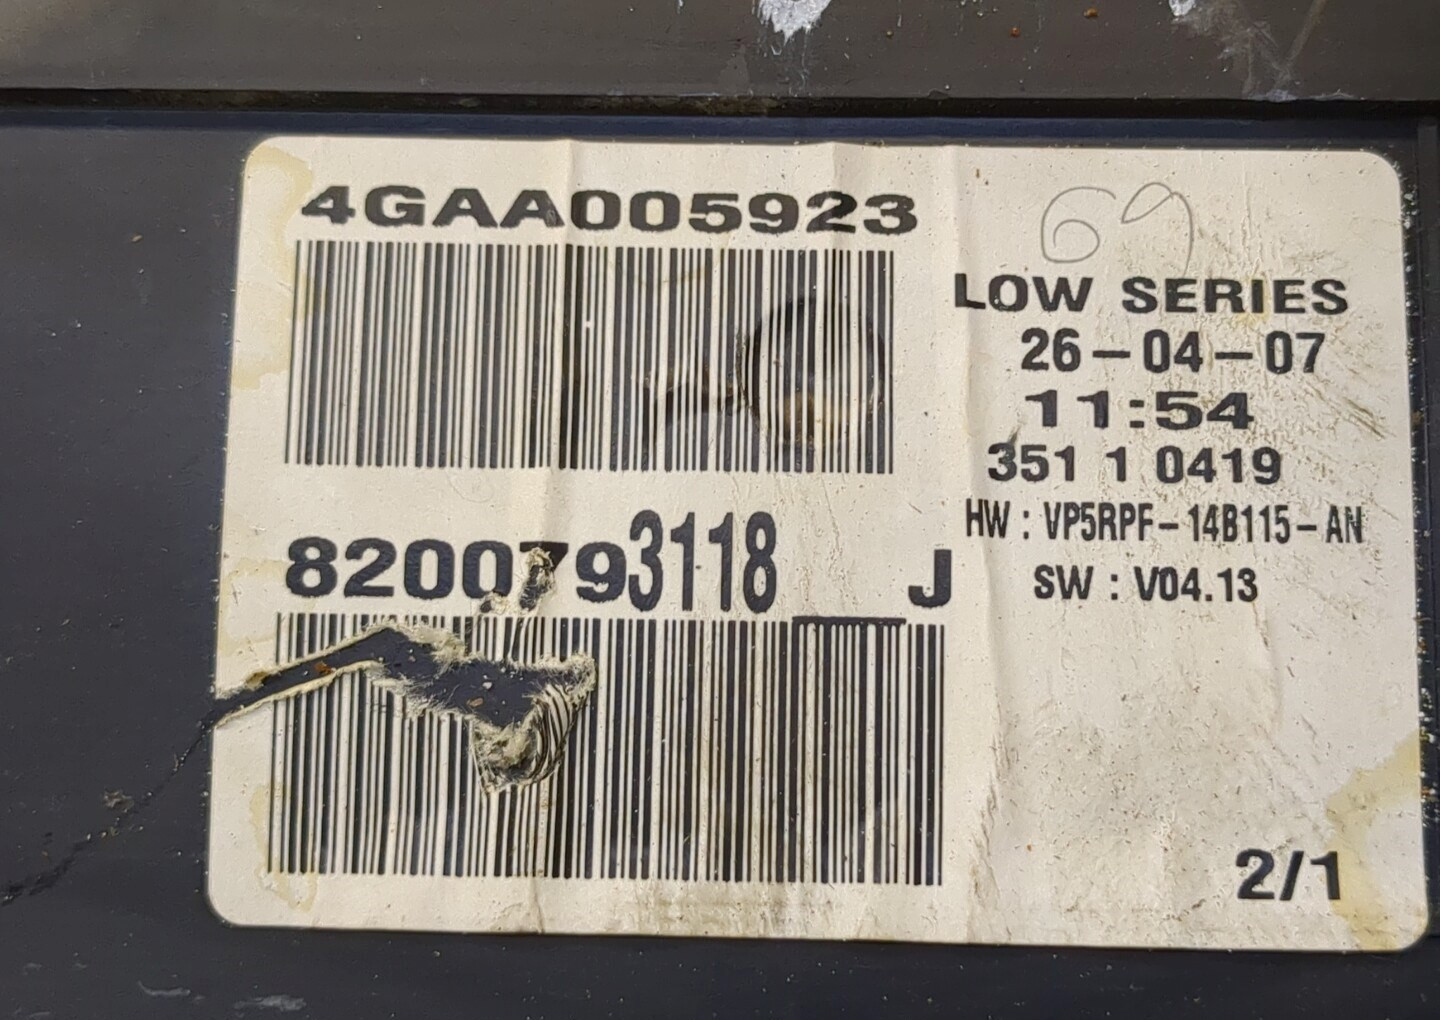 4GAA005923
69
LOW SERIES
26-04-07
11:54
351 1 0419
HW : VP5RPF-14B115-AN
8200793118 __ J
SW : V04.13
2/1